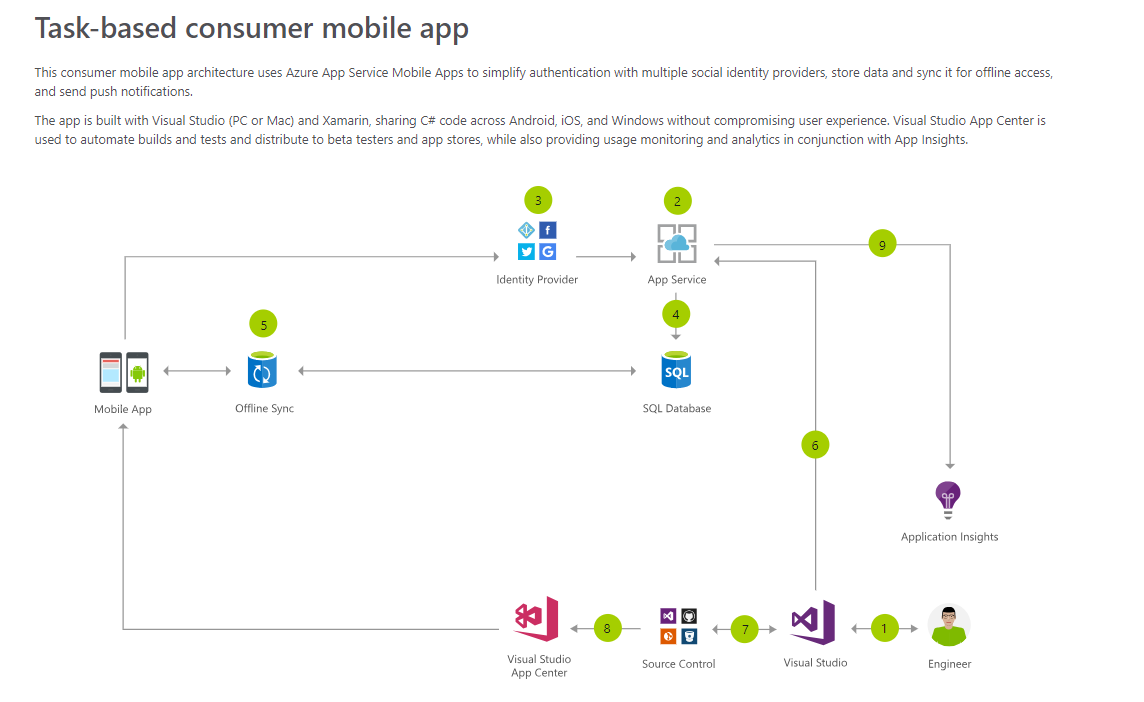 Task-based consumer mobile app
This consumer mobile app architecture uses Azure App Service Mobile Apps to simplify authentication with multiple social identity providers, store data and sync it for offline access,
and send push notifications.
The app is built with Visual Studio (PC or Mac) and Xamarin, sharing C# code across Android, iOS, and Windows without compromising user experience. Visual Studio App Center is
used to automate builds and tests and distribute to beta testers and app stores, while also providing usage monitoring and analytics in conjunction with App Insights.
3
2
f
G
9
Identity Provider
App Service
4
5
SQL
Mobile App
Offline Sync
SQL Database
6
Application Insights
8
7
1
Visual Studio
App Center
Source Control
Visual Studio
Engineer